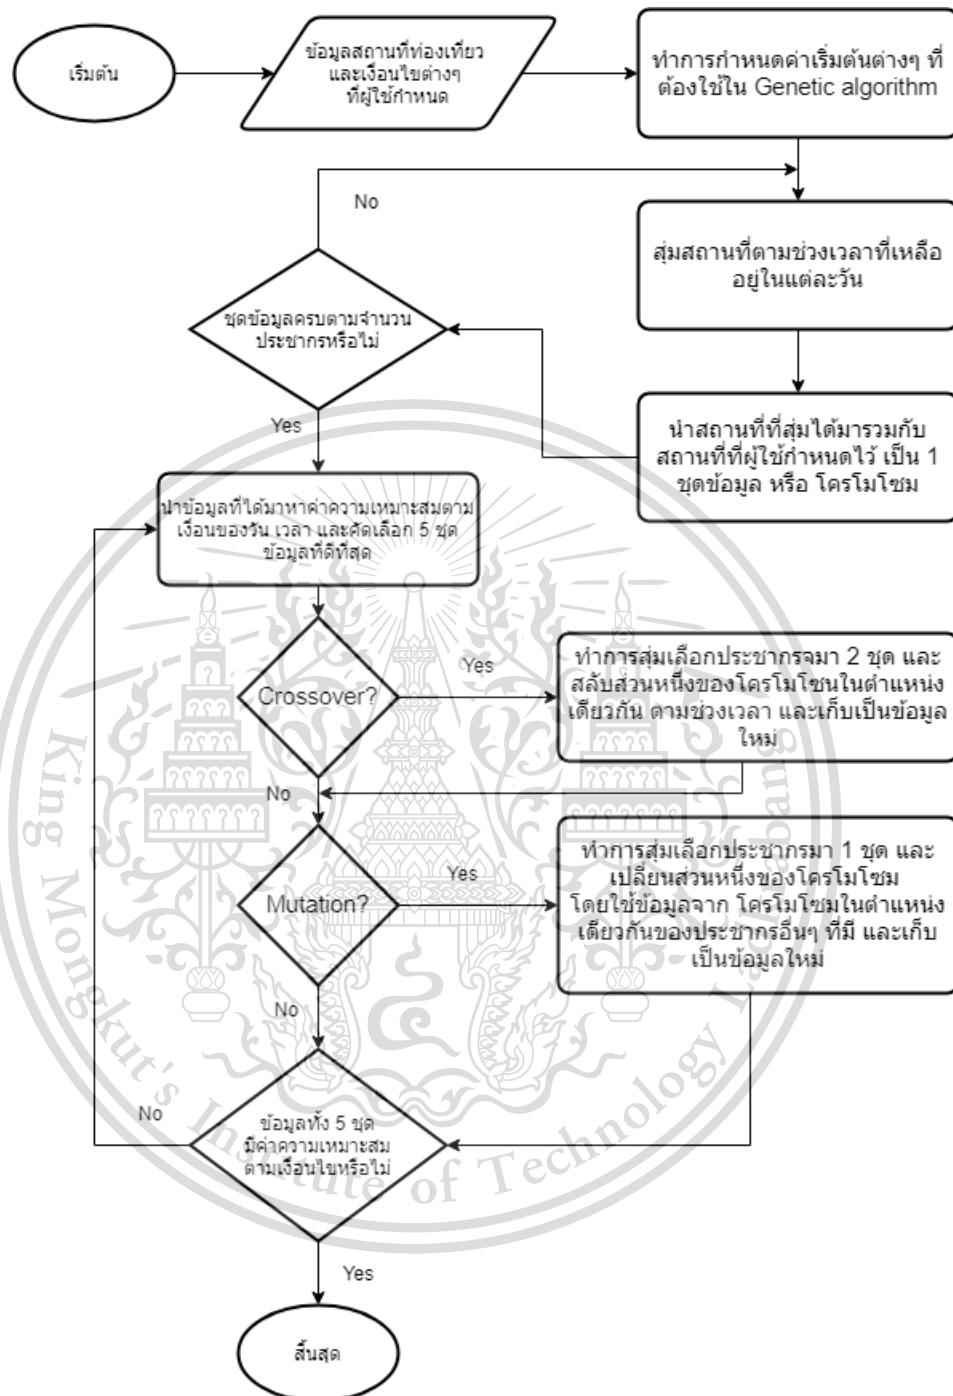 เริ่มต้น
ข้อมูลสถานที่ท่องเที่ยว
และเงื่อนไขต่างๆ
ที่ผู้ใช้กำหนด
ทำการกำหนดค่าเริ่มต้นต่างๆ ที่
ต้องใช้ใน Genetic algorithm
No
สุ่มสถานที่ตามช่วงเวลาที่เหลือ
อยู่ในแต่ละวัน
ชุดข้อมูลครบตามจำนวน
ประชากรหรือไม่
Yes
นำสถานที่ที่สุ่มได้มารวมกับ
สถานที่ที่ผู้ใช้กำหนดไว้ เป็น 1
ชุดข้อมูล หรือ โครโมโซม
นำข้อมูลที่ได้มาหาค่าความเหมาะสมตาม
เงื่อนของวัน เวลา และคัดเลือก 5 ชุด
ข้อมูลที่ดีที่สุด
Crossover?
Yes
ทำการสุ่มเลือกประชากรจมา 2 ชุด และ
สลับส่วนหนึ่งของโครโมโซนในตำแหน่ง
เดียวกัน ตามช่วงเวลา และเก็บเป็นข้อมูล
ใหม่
No
Mutation?
Yes
ทำการสุ่มเลือกประชากรมา 1 ชุด และ
เปลี่ยนส่วนหนึ่งของโครโมโซม
โดยใช้ข้อมูลจาก โครโมโซมในตำแหน่ง
เดียวกันของประชากรอื่นๆ ที่มี และเก็บ
เป็นข้อมูลใหม่
No
No
ข้อมูลทั้ง 5 ชุด
มีค่าความเหมาะสม
ตามเงื่อนไขหรือไม่
Yes
สิ้นสุด
King Mongkut's Institute of Technology Ladkrabang